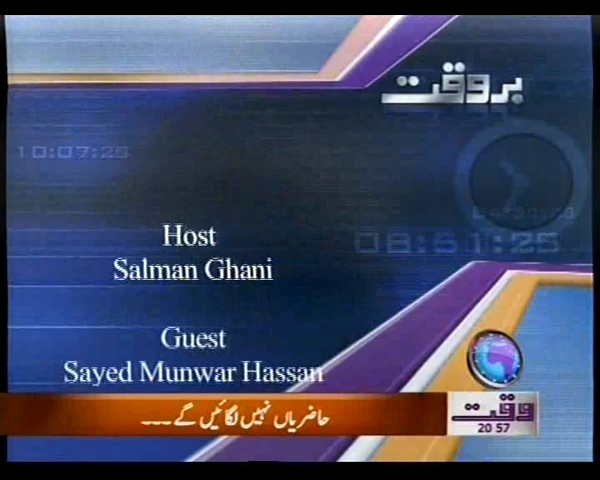 بروقت
10:07:25
08:51:25
Host
Salman Ghani
Guest
Sayed Munwar Hassan
حاضریاں نہیں لگائیں گے ۔۔۔
وقت
20 57